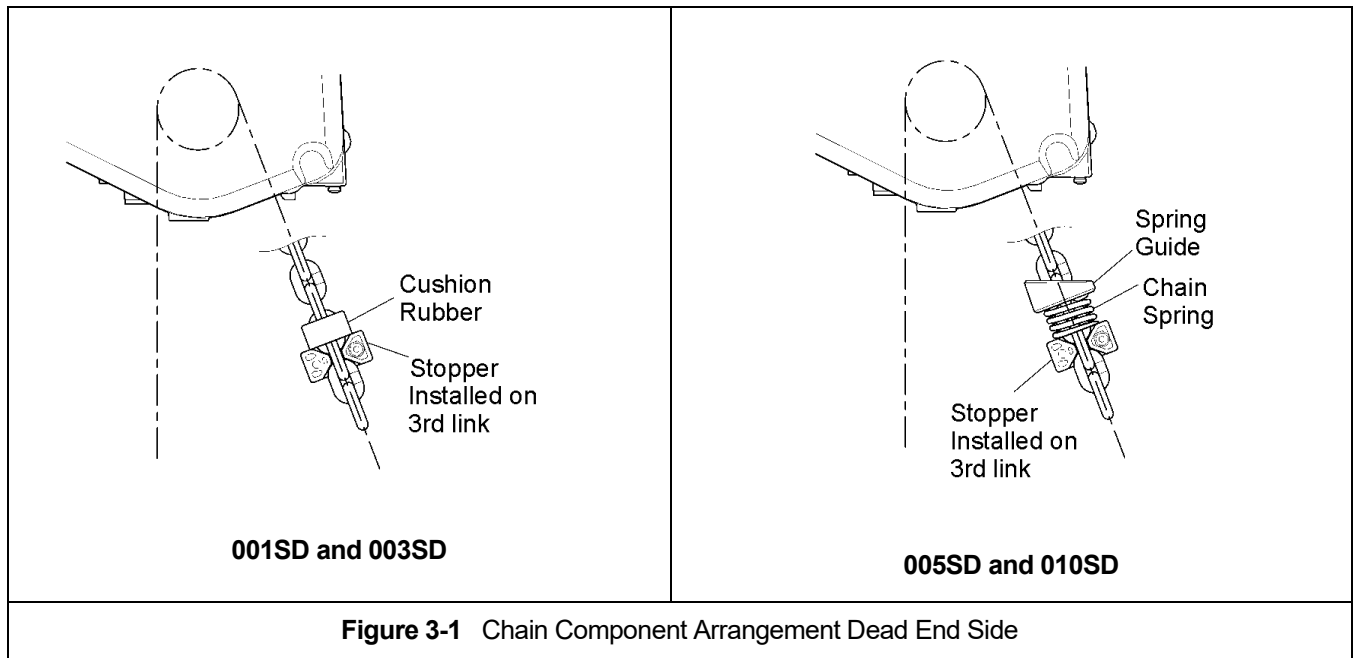 Cushion
Rubber
Stopper
Installed on
3rd link
001SD and 003SD
Spring
Guide
Chain
Spring
Stopper
Installed on
3rd link
005SD and 010SD
Figure 3-1 Chain Component Arrangement Dead End Side